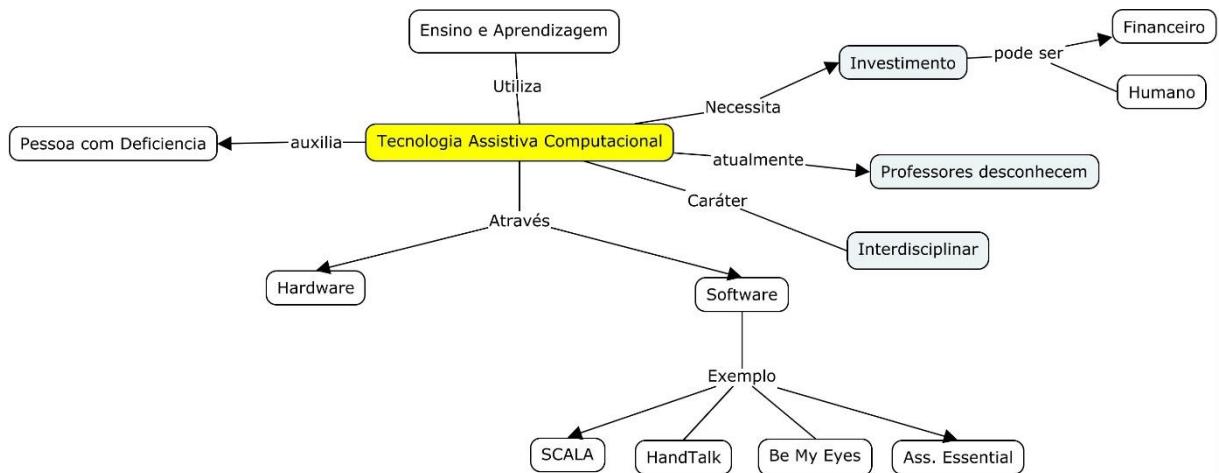 Ensino e Aprendizagem
Financeiro
Investimento
pode ser
Utiliza
Humano
Necessita
Pessoa com Deficiencia
auxilia
Tecnologia Assistiva Computacional
atualmente
Professores desconhecem
Caráter
Através
Interdisciplinar
Hardware
Software
Exemplo
SCALA
HandTalk
Be My Eyes
Ass. Essential